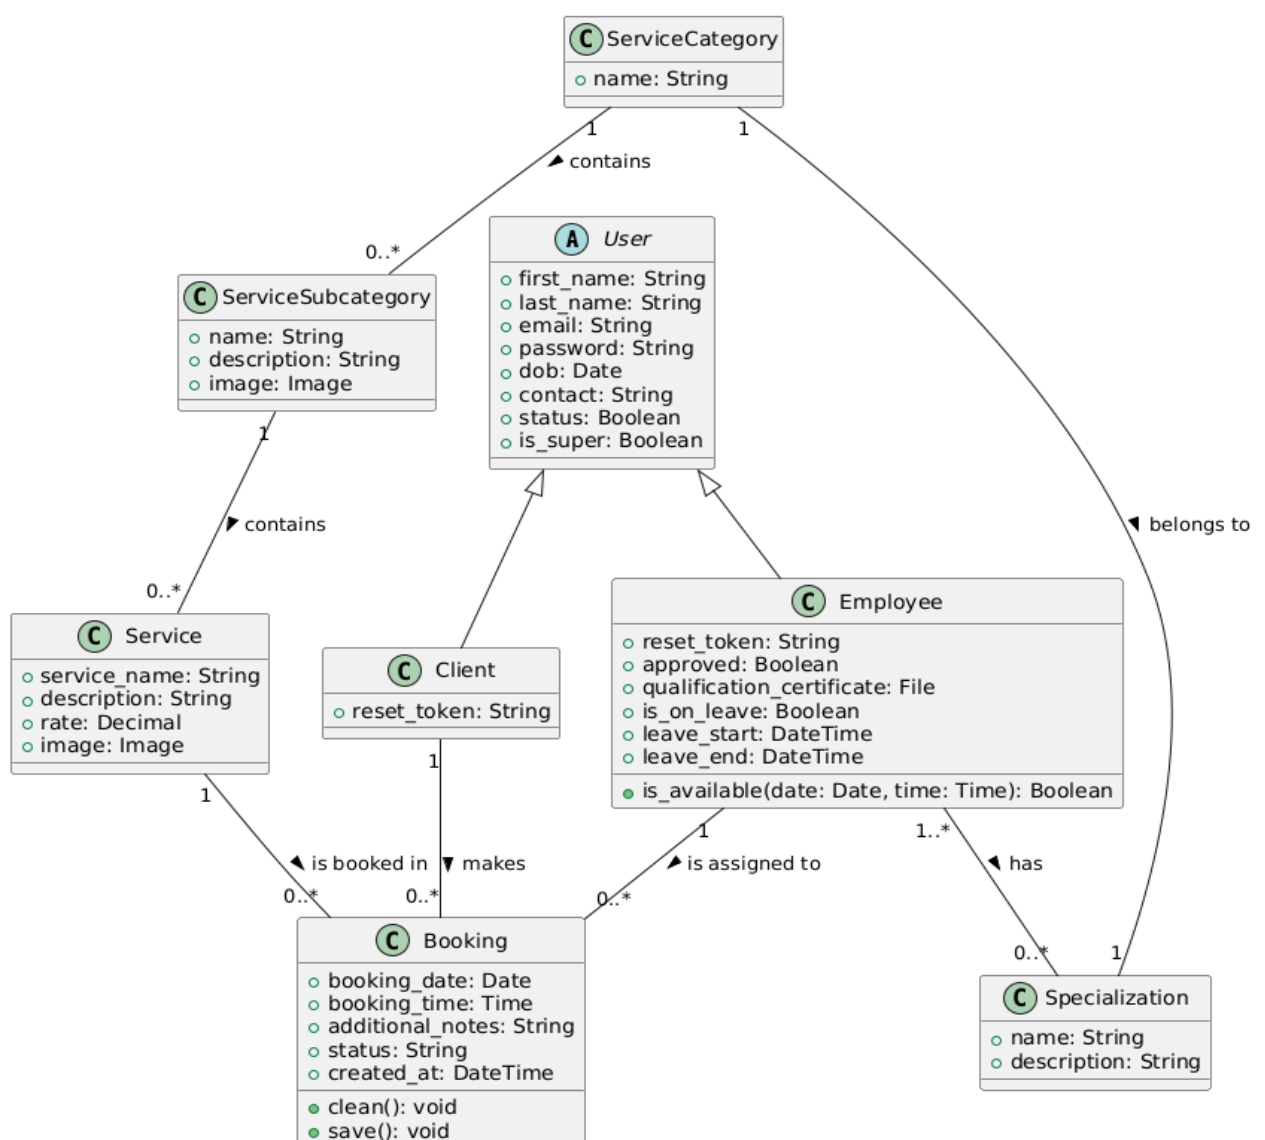 C ServiceCategory
name: String
1
1
contains
0..*
C ServiceSubcategory
name: String
description: String
image: Image
A User
first_name: String
last_name: String
email: String
password: String
dob: Date
contact: String
status: Boolean
is_super: Boolean
1
contains
0..*
belongs to
C Service
service_name: String
description: String
rate: Decimal
image: Image
C Client
reset_token: String
C Employee
reset_token: String
approved: Boolean
qualification_certificate: File
is_on_leave: Boolean
leave_start: DateTime
leave_end: DateTime
is_available(date: Date, time: Time): Boolean
1
is booked in
0..*
1
makes
0..*
1
is assigned to
0..*
1..*
has
0..*
1
C Booking
booking_date: Date
booking_time: Time
additional_notes: String
status: String
created_at: DateTime
clean(): void
save(): void
C Specialization
name: String
description: String